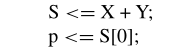 S <= X + Y;
p <= S[0];